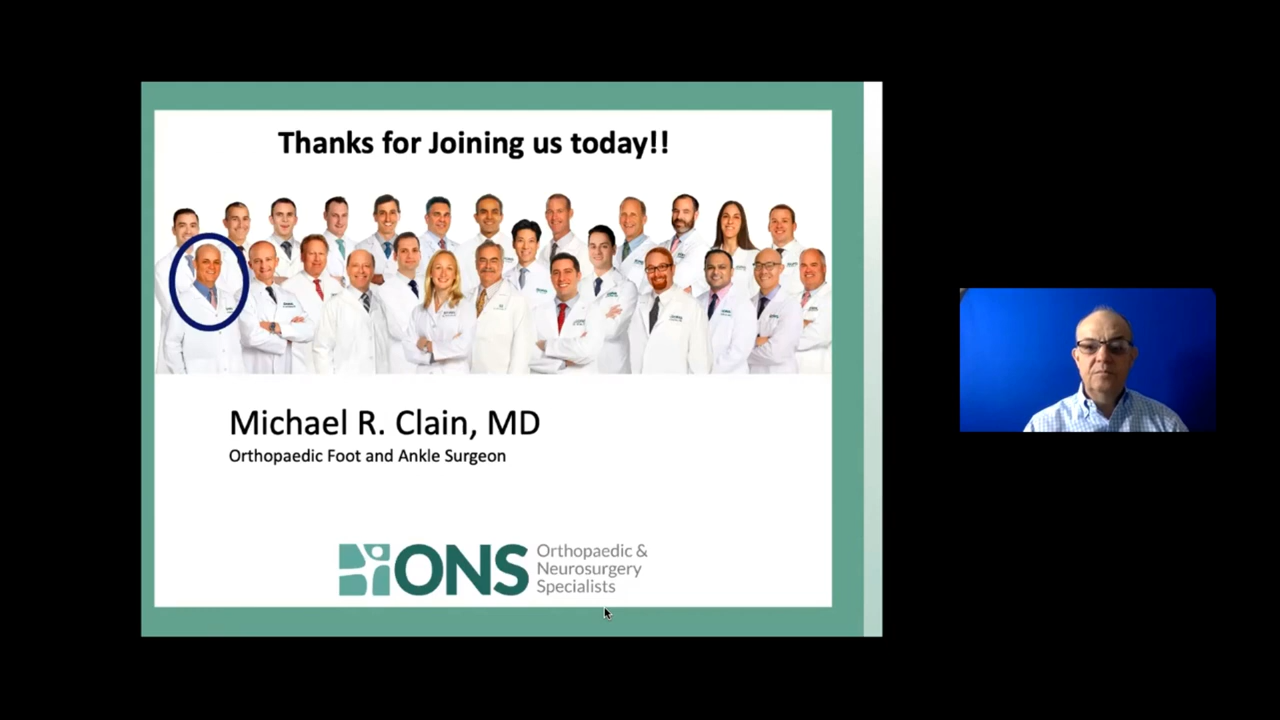 Thanks for Joining us today!!
Michael R. Clain, MD
Orthopaedic Foot and Ankle Surgeon
ONS
Orthopaedic &
Neurosurgery
Specialists